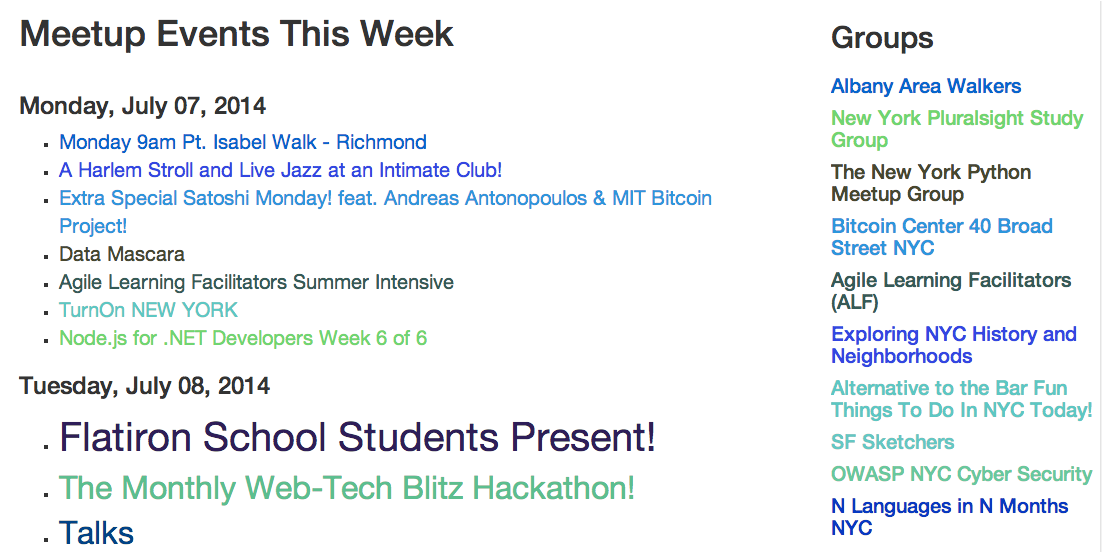 Meetup Events This Week
Monday, July 07, 2014
Monday 9am Pt. Isabel Walk - Richmond
A Harlem Stroll and Live Jazz at an Intimate Club!
Extra Special Satoshi Monday! feat. Andreas Antonopoulos & MIT Bitcoin
Project!
Data Mascara
Agile Learning Facilitators Summer Intensive
TurnOn NEW YORK
Node.js for .NET Developers Week 6 of 6
Tuesday, July 08, 2014
Flatiron School Students Present!
The Monthly Web-Tech Blitz Hackathon!
Talks
Groups
Albany Area Walkers
New York Pluralsight Study
Group
The New York Python
Meetup Group
Bitcoin Center 40 Broad
Street NYC
Agile Learning Facilitators
(ALF)
Exploring NYC History and
Neighborhoods
Alternative to the Bar Fun
Things To Do In NYC Today!
SF Sketchers
OWASP NYC Cyber Security
N Languages in N Months
NYC